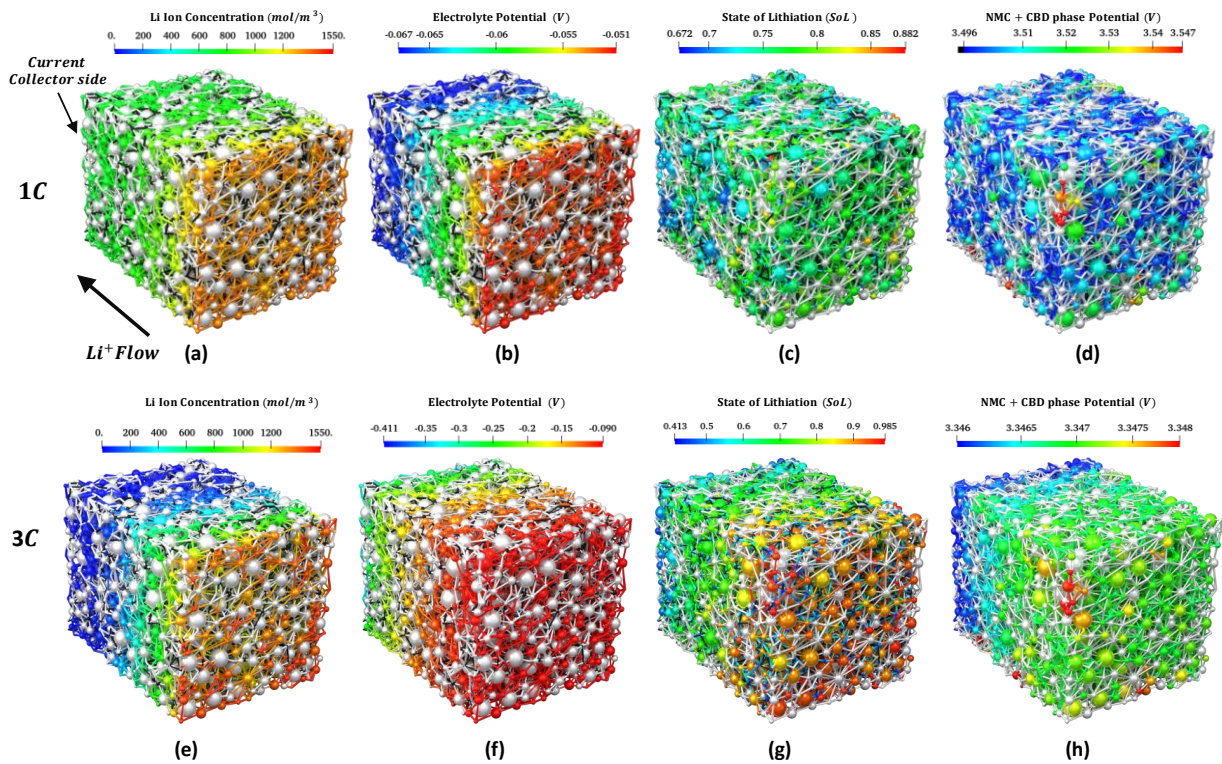 Li Ion Concentration (mol/m³)
0. 200 400 600 800 1000 1200 1550.
Electrolyte Potential (V)
-0.067 -0.065 -0.06 -0.055 -0.051
State of Lithiation (SoL)
0.672 0.7 0.75 0.8 0.85 0.882
NMC + CBD phase Potential (V)
3.496 3.51 3.52 3.53 3.54 3.547
Current
Collector side
1C
Li⁺Flow
(a)
(b)
(c)
(d)
Li Ion Concentration (mol/m³)
0. 200 400 600 800 1000 1200 1550.
Electrolyte Potential (V)
-0.411 -0.35 -0.3 -0.25 -0.2 -0.15 -0.090
State of Lithiation (SoL)
0.413 0.5 0.6 0.7 0.8 0.9 0.985
NMC + CBD phase Potential (V)
3.346 3.3465 3.347 3.3475 3.348
3C
(e)
(f)
(g)
(h)